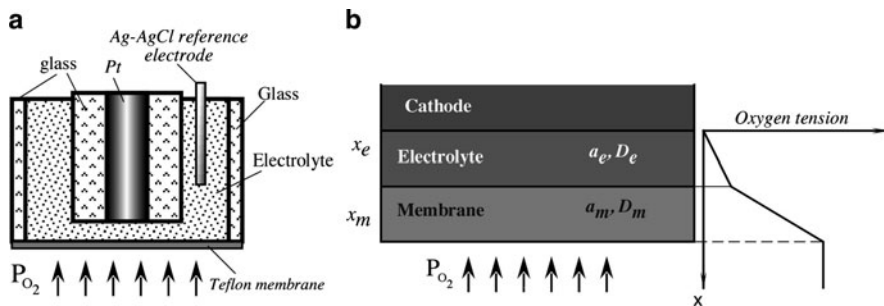 a
Ag-AgCl reference
electrode
glass
Pt
Glass
Electrolyte
P_O₂
Teflon membrane
b
Cathode
Oxygen tension
x_e
Electrolyte
a_e, D_e
x_m
Membrane
a_m, D_m
P_O₂
x